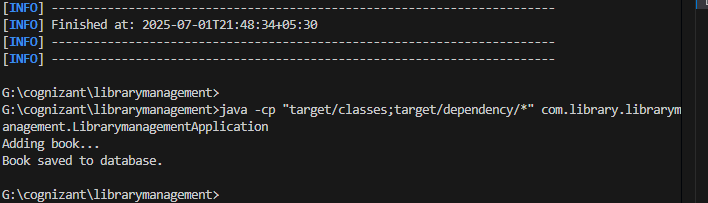 [INFO] ------------------------------------------------------------------------
[INFO] Finished at: 2025-07-01T21:48:34+05:30
[INFO] ------------------------------------------------------------------------
[INFO] ------------------------------------------------------------------------
G:\cognizant\librarymanagement>
G:\cognizant\librarymanagement>java -cp "target/classes;target/dependency/*" com.library.librarym
anagement.LibrarymanagementApplication
Adding book...
Book saved to database.
G:\cognizant\librarymanagement>